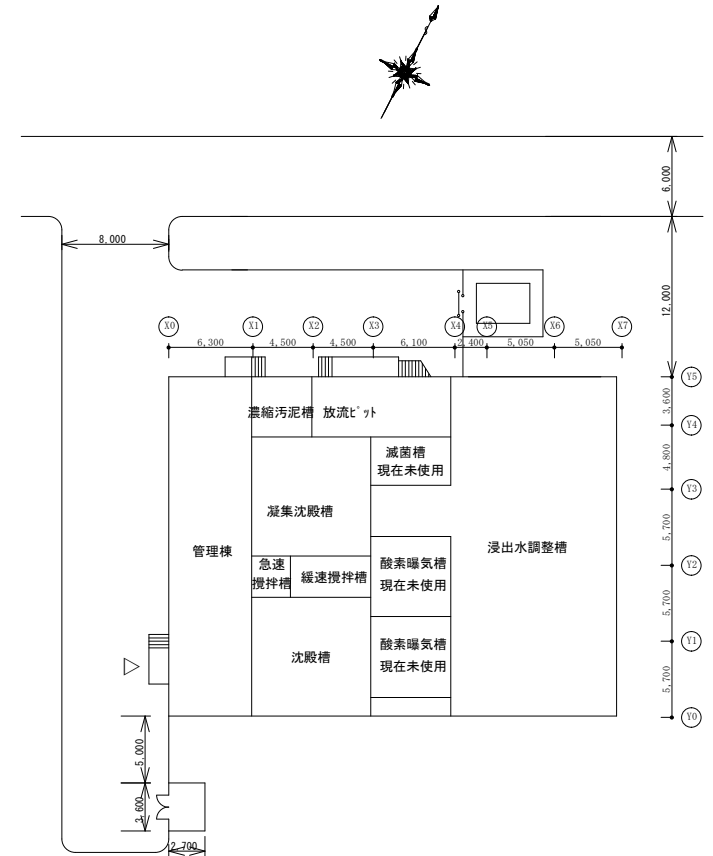 6,000
8,000
12,000
X0 X1 X2 X3 X4 X5 X6 X7
6,300 4,500 4,500 6,100 2,400 5,050 5,050
Y5
3,600
濃縮汚泥槽 放流ピット
Y4
4,800
滅菌槽
現在未使用
Y3
凝集沈殿槽
5,700
管理棟
浸出水調整槽
急速
攪拌槽
緩速攪拌槽
酸素曝気槽
現在未使用
Y2
5,700
沈殿槽
酸素曝気槽
現在未使用
Y1
5,700
Y0
5,000
3,600
2,700